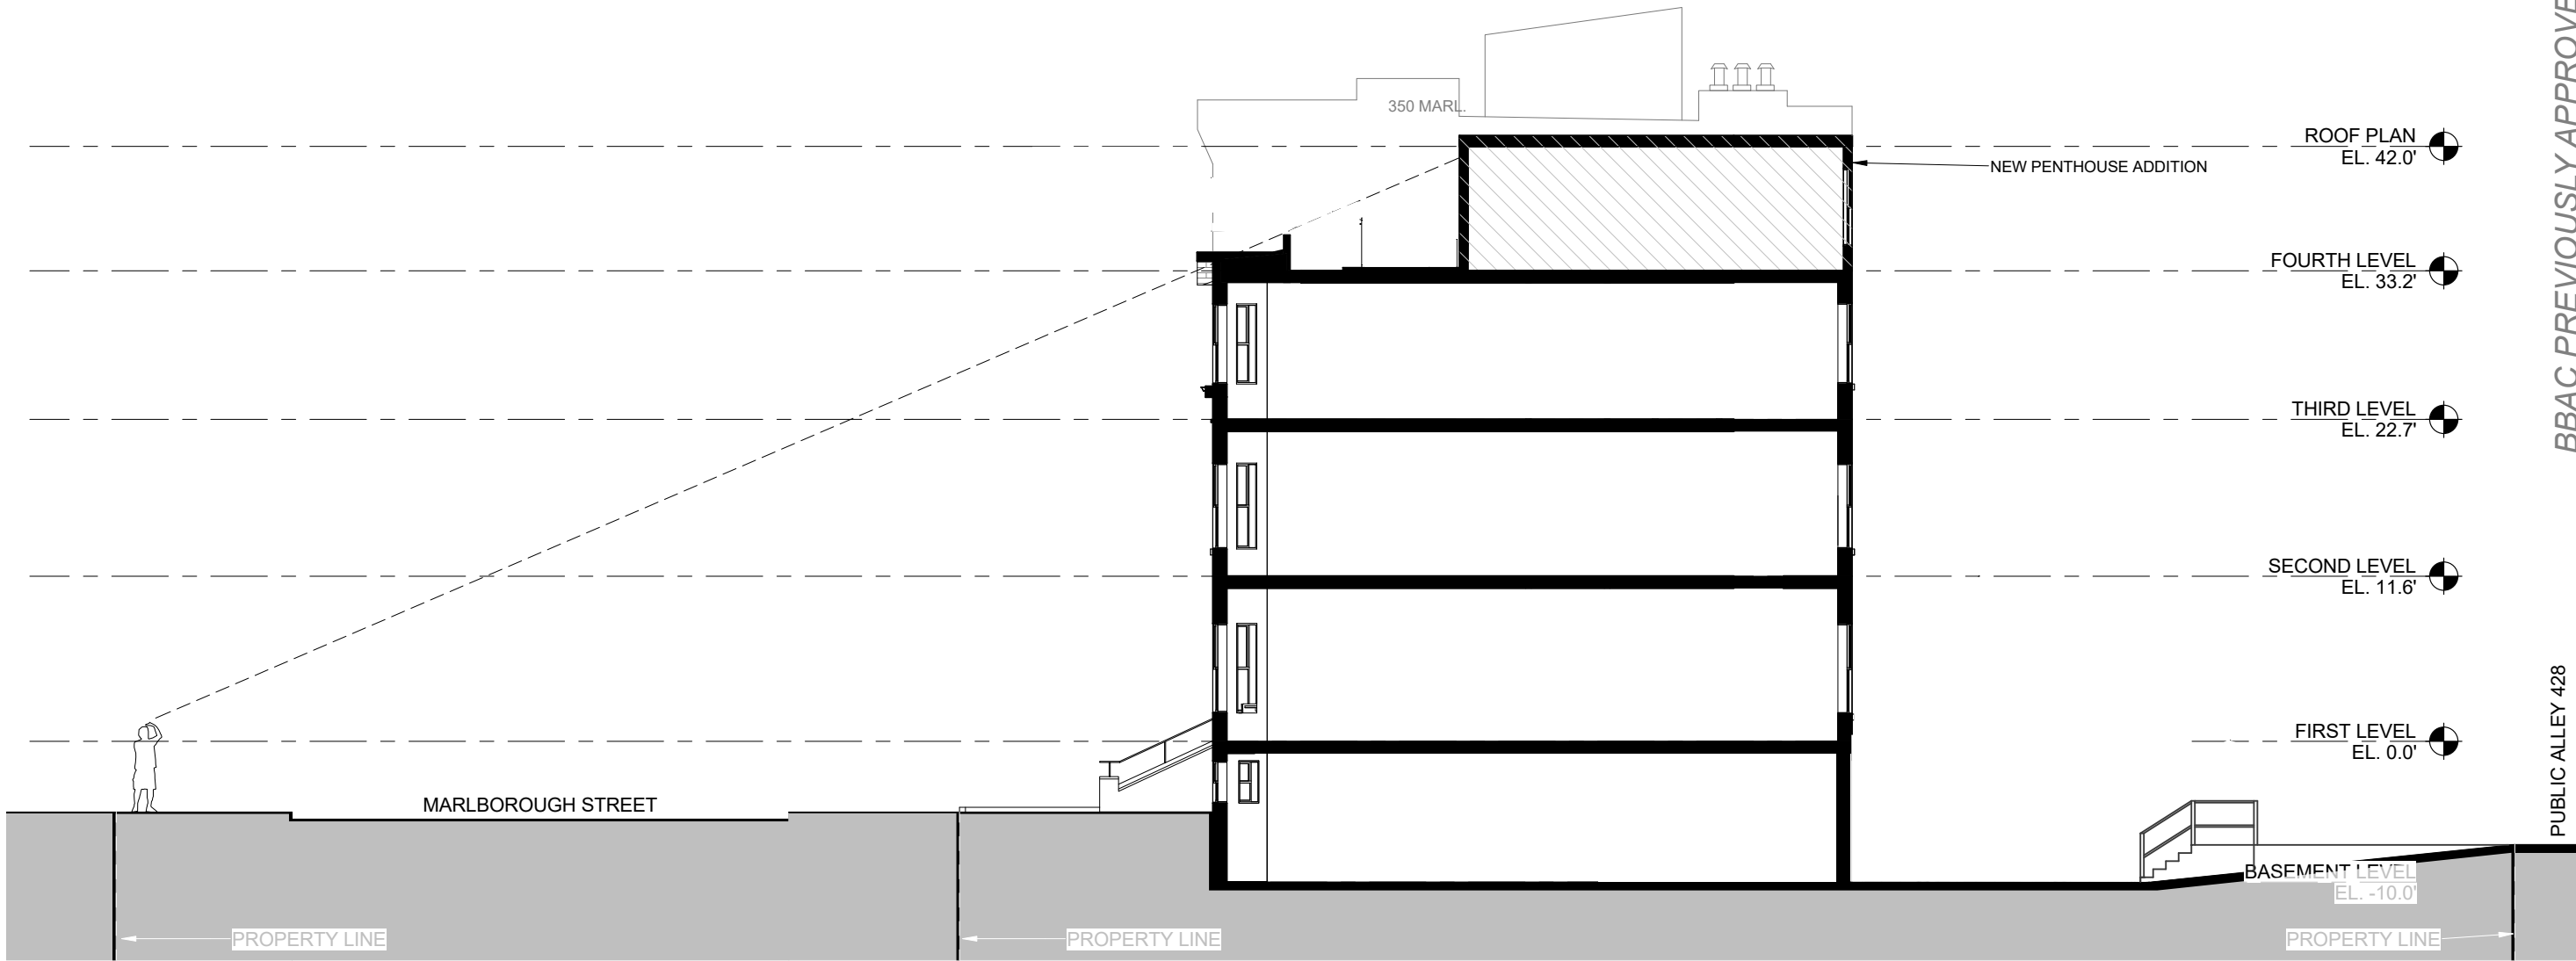 350 MARL.
ROOF PLAN
EL. 42.0'
NEW PENTHOUSE ADDITION
FOURTH LEVEL
EL. 33.2'
THIRD LEVEL
EL. 22.7'
SECOND LEVEL
EL. 11.6'
FIRST LEVEL
EL. 0.0'
MARLBOROUGH STREET
BASEMENT LEVEL
EL. -10.0'
PROPERTY LINE
PROPERTY LINE
PROPERTY LINE
BBAC PREVIOUSLY APPROVE
PUBLIC ALLEY 428